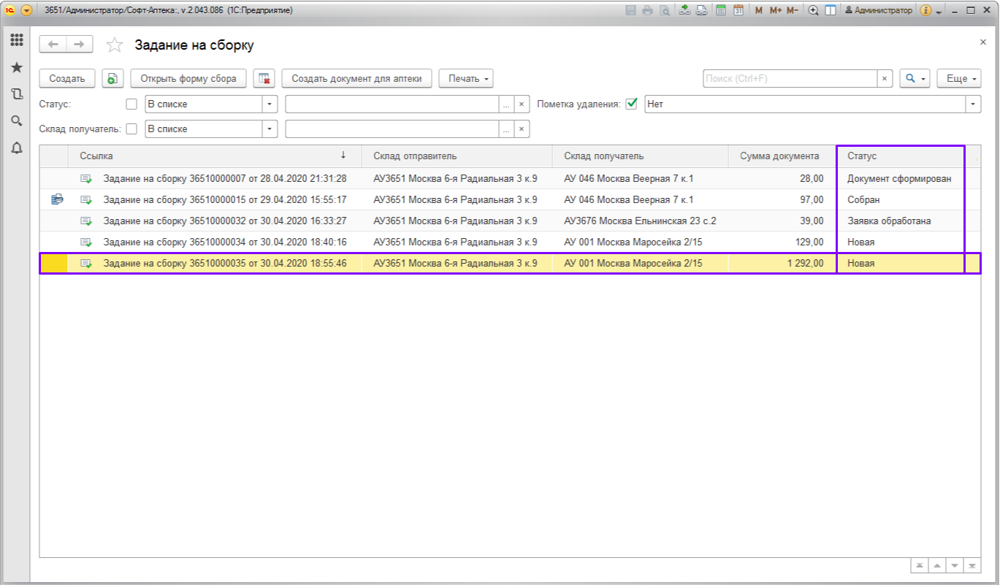 1С 3651/Администратор/Софт-Аптека:, v.2.043.086 (1С:Предприятие) 31 M M+ M- Администратор i
Задание на сборку
Создать Открыть форму сбора Создать документ для аптеки Печать Поиск (Ctrl+F) × Еще
Статус: В списке ... × Пометка удаления: Нет
Склад получатель: В списке ... ×
Ссылка ↓ Склад отправитель Склад получатель Сумма документа Статус
Задание на сборку 36510000007 от 28.04.2020 21:31:28 АУ3651 Москва 6-я Радиальная 3 к.9 АУ 046 Москва Веерная 7 к.1 28,00 Документ сформирован
Задание на сборку 36510000015 от 29.04.2020 15:55:17 АУ3651 Москва 6-я Радиальная 3 к.9 АУ 046 Москва Веерная 7 к.1 97,00 Собран
Задание на сборку 36510000032 от 30.04.2020 16:33:27 АУ3651 Москва 6-я Радиальная 3 к.9 АУ3676 Москва Ельнинская 23 с.2 39,00 Заявка обработана
Задание на сборку 36510000034 от 30.04.2020 18:40:16 АУ3651 Москва 6-я Радиальная 3 к.9 АУ 001 Москва Маросейка 2/15 129,00 Новая
Задание на сборку 36510000035 от 30.04.2020 18:55:46 АУ3651 Москва 6-я Радиальная 3 к.9 АУ 001 Москва Маросейка 2/15 1 292,00 Новая